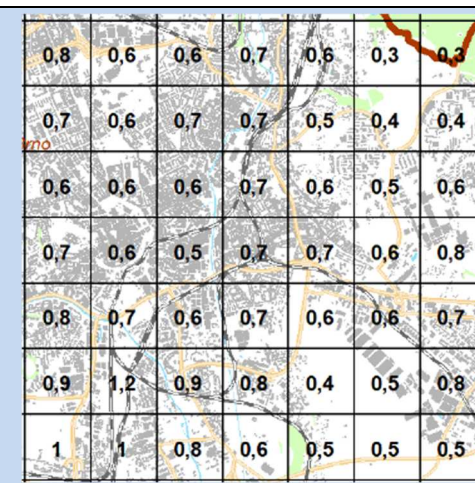 0,8 0,6 0,6 0,7 0,6 0,3 0,3
0,7 0,6 0,7 0,7 0,5 0,4 0,4
rno
0,6 0,6 0,6 0,7 0,6 0,5 0,6
0,7 0,6 0,5 0,7 0,7 0,6 0,8
0,8 0,7 0,6 0,7 0,6 0,6 0,7
0,9 1,2 0,9 0,8 0,4 0,5 0,8
1 1 0,8 0,6 0,5 0,5 0,5